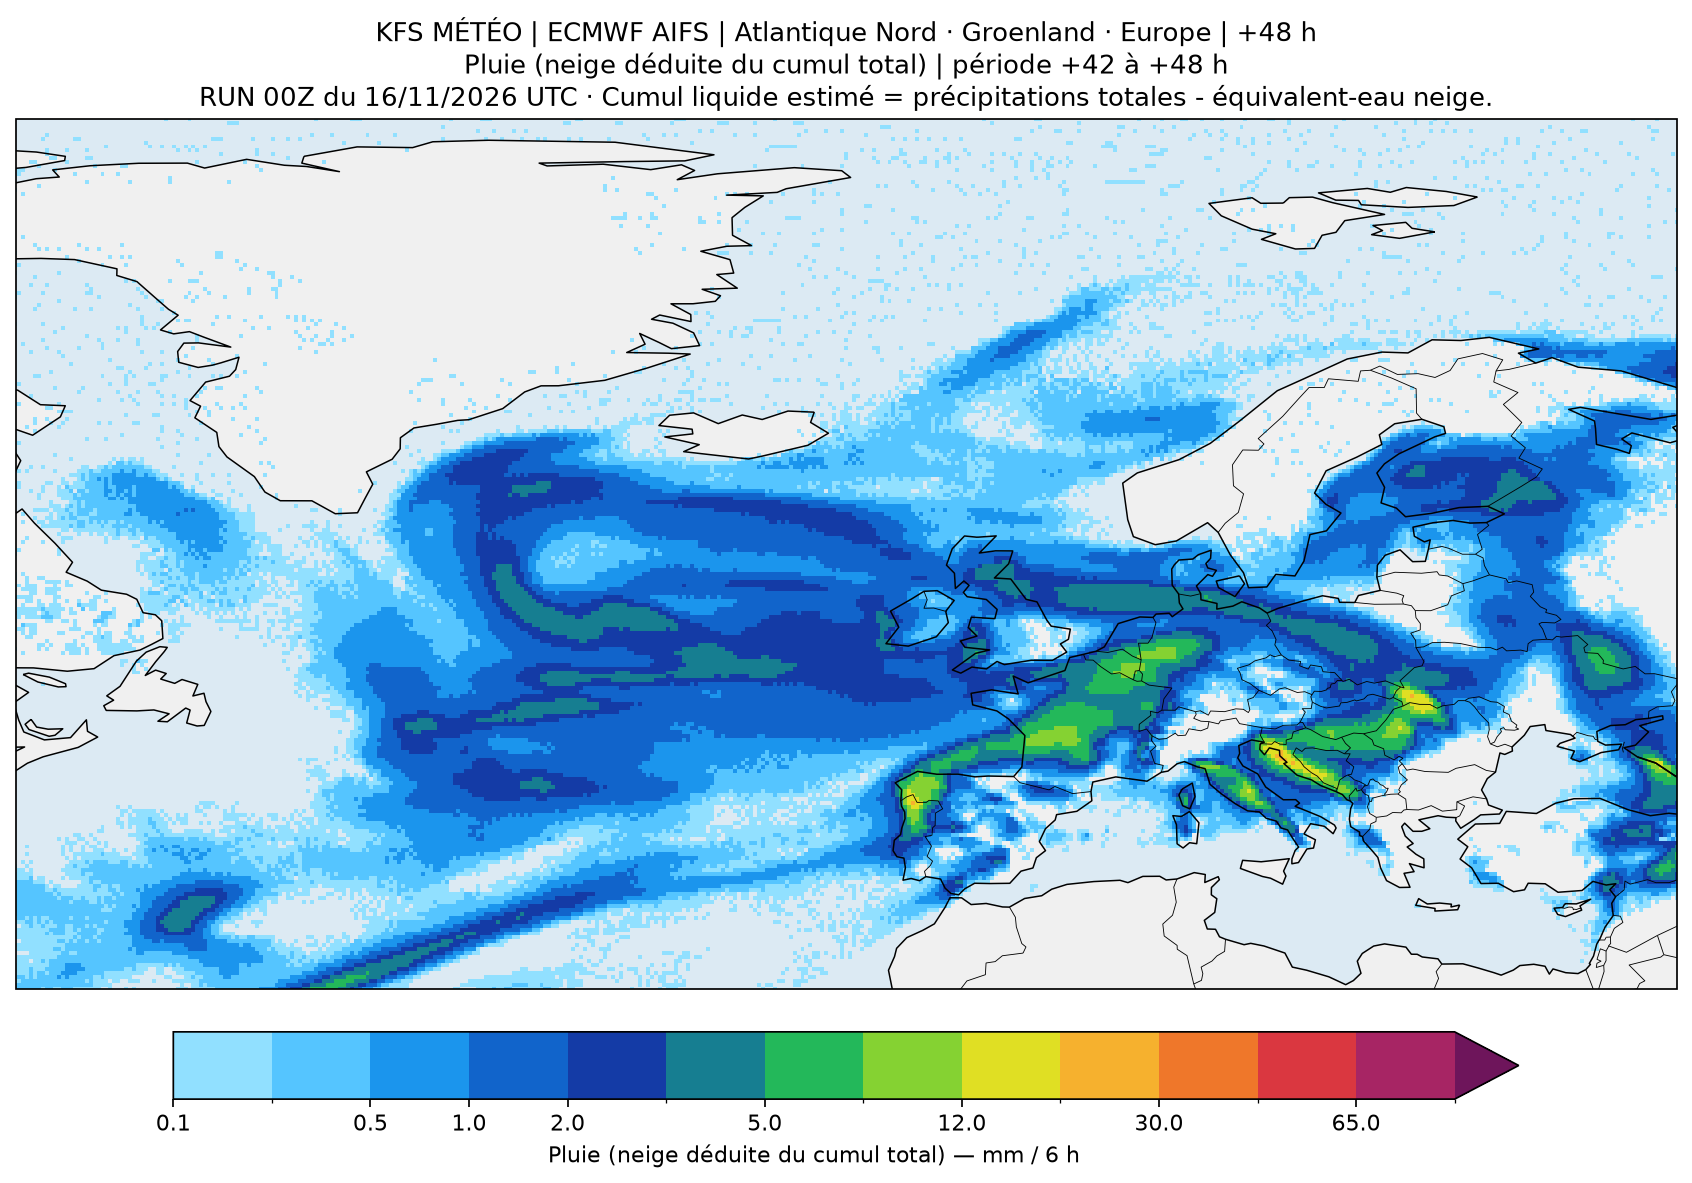 KFS MÉTÉO | ECMWF AIFS | Atlantique Nord · Groenland · Europe | +48 h
Pluie (neige déduite du cumul total) | période +42 à +48 h
RUN 00Z du 16/11/2026 UTC · Cumul liquide estimé = précipitations totales - équivalent-eau neige.
0.1 0.5 1.0 2.0 5.0 12.0 30.0 65.0
Pluie (neige déduite du cumul total) — mm / 6 h